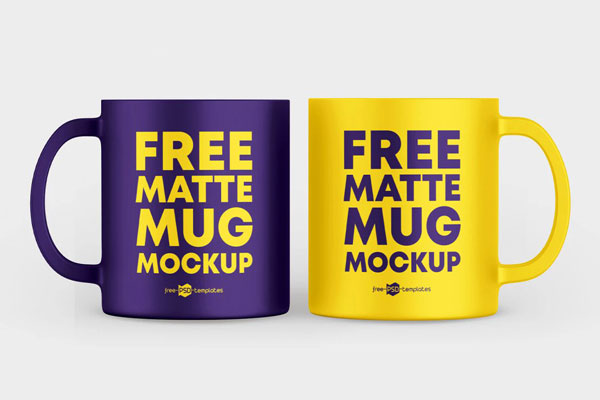 FREE
MATTE
MUG
MOCKUP
free-PSD-templates
FREE
MATTE
MUG
MOCKUP
free-PSD-templates